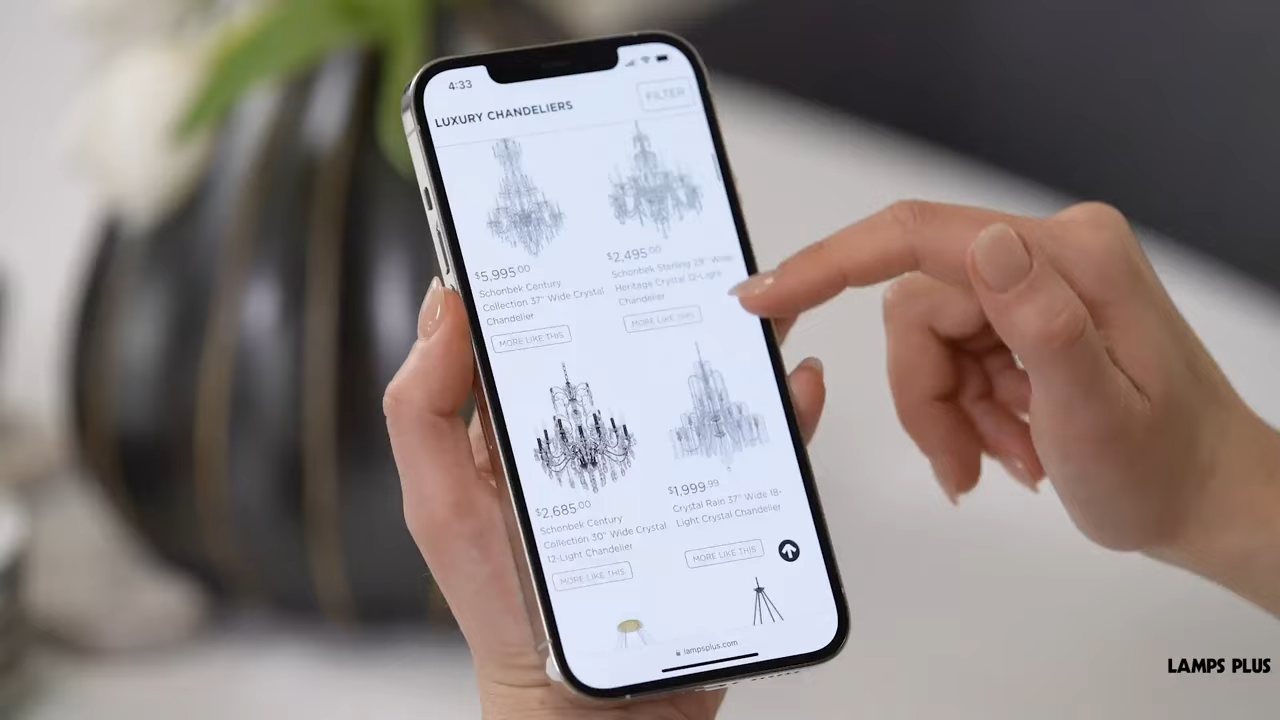 4:33
LUXURY CHANDELIERS
FILTER
$5,995.00
Schonbek Century
Collection 37" Wide Crystal
Chandelier
MORE LIKE THIS
$2,495.00
Schonbek Sterling 29" Wide
Heritage Crystal 12-Light
Chandelier
MORE LIKE THIS
$2,685.00
Schonbek Century
Collection 30" Wide Crystal
12-Light Chandelier
MORE LIKE THIS
$1,999.99
Crystal Rain 37" Wide 18-
Light Crystal Chandelier
MORE LIKE THIS
lampsplus.com
LAMPS PLUS